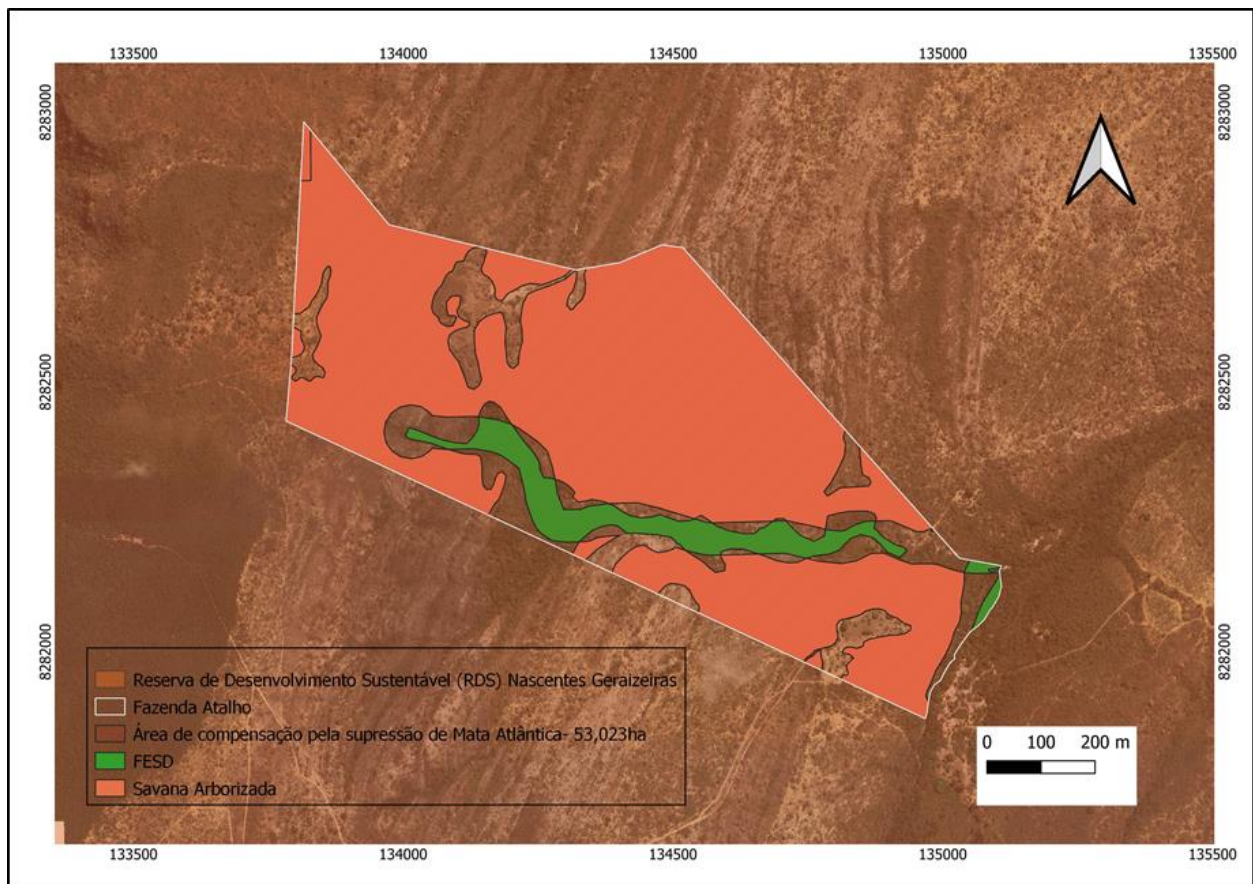 133500 134000 134500 135000 135500
8283000 8283000
8282500 8282500
8282000 8282000
Reserva de Desenvolvimento Sustentável (RDS) Nascentes Geraizeiras
Fazenda Atalho
Área de compensação pela supressão de Mata Atlântica- 53,023ha
FESD
Savana Arborizada
0 100 200 m
133500 134000 134500 135000 135500